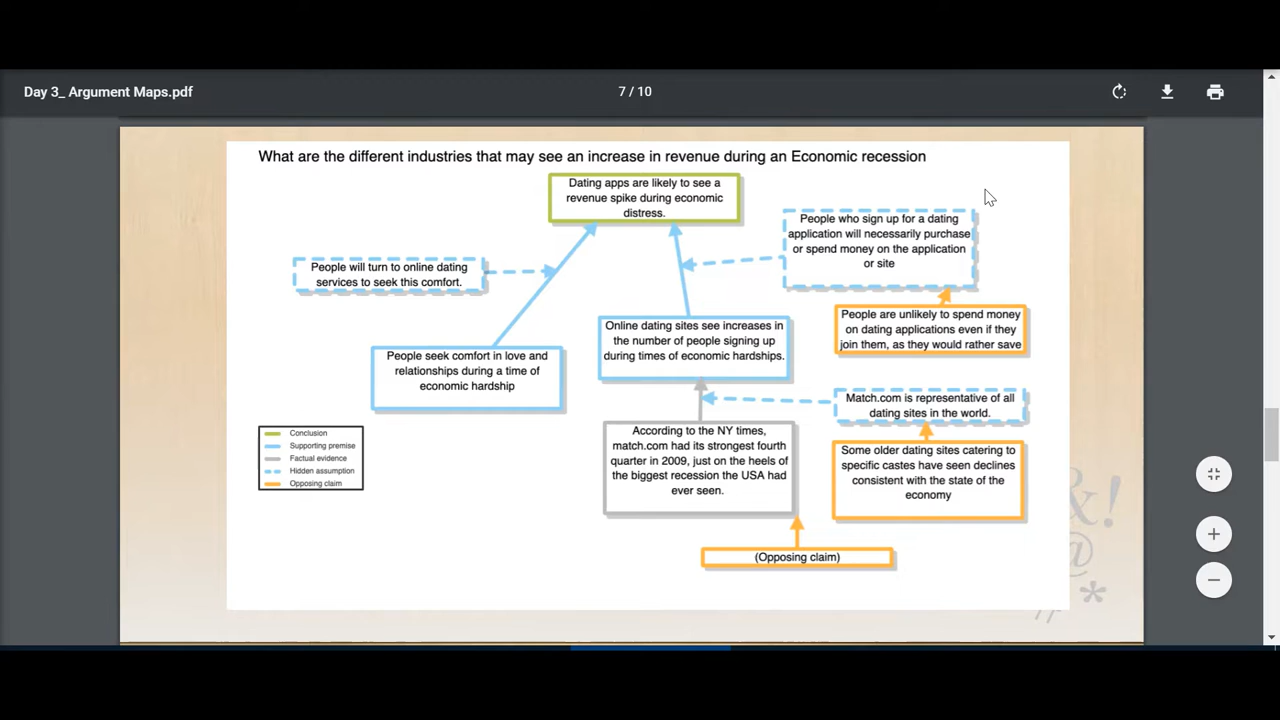 Day 3_ Argument Maps.pdf
7 / 10
What are the different industries that may see an increase in revenue during an Economic recession
Dating apps are likely to see a
revenue spike during economic
distress.
People who sign up for a dating
application will necessarily purchase
or spend money on the application
or site
People will turn to online dating
services to seek this comfort.
People are unlikely to spend money
on dating applications even if they
join them, as they would rather save
Online dating sites see increases in
the number of people signing up
during times of economic hardships.
People seek comfort in love and
relationships during a time of
economic hardship
Match.com is representative of all
dating sites in the world.
According to the NY times,
match.com had its strongest fourth
quarter in 2009, just on the heels of
the biggest recession the USA had
ever seen.
Some older dating sites catering to
specific castes have seen declines
consistent with the state of the
economy
Conclusion
Supporting premise
Factual evidence
Hidden assumption
Opposing claim
(Opposing claim)
&!
@
*